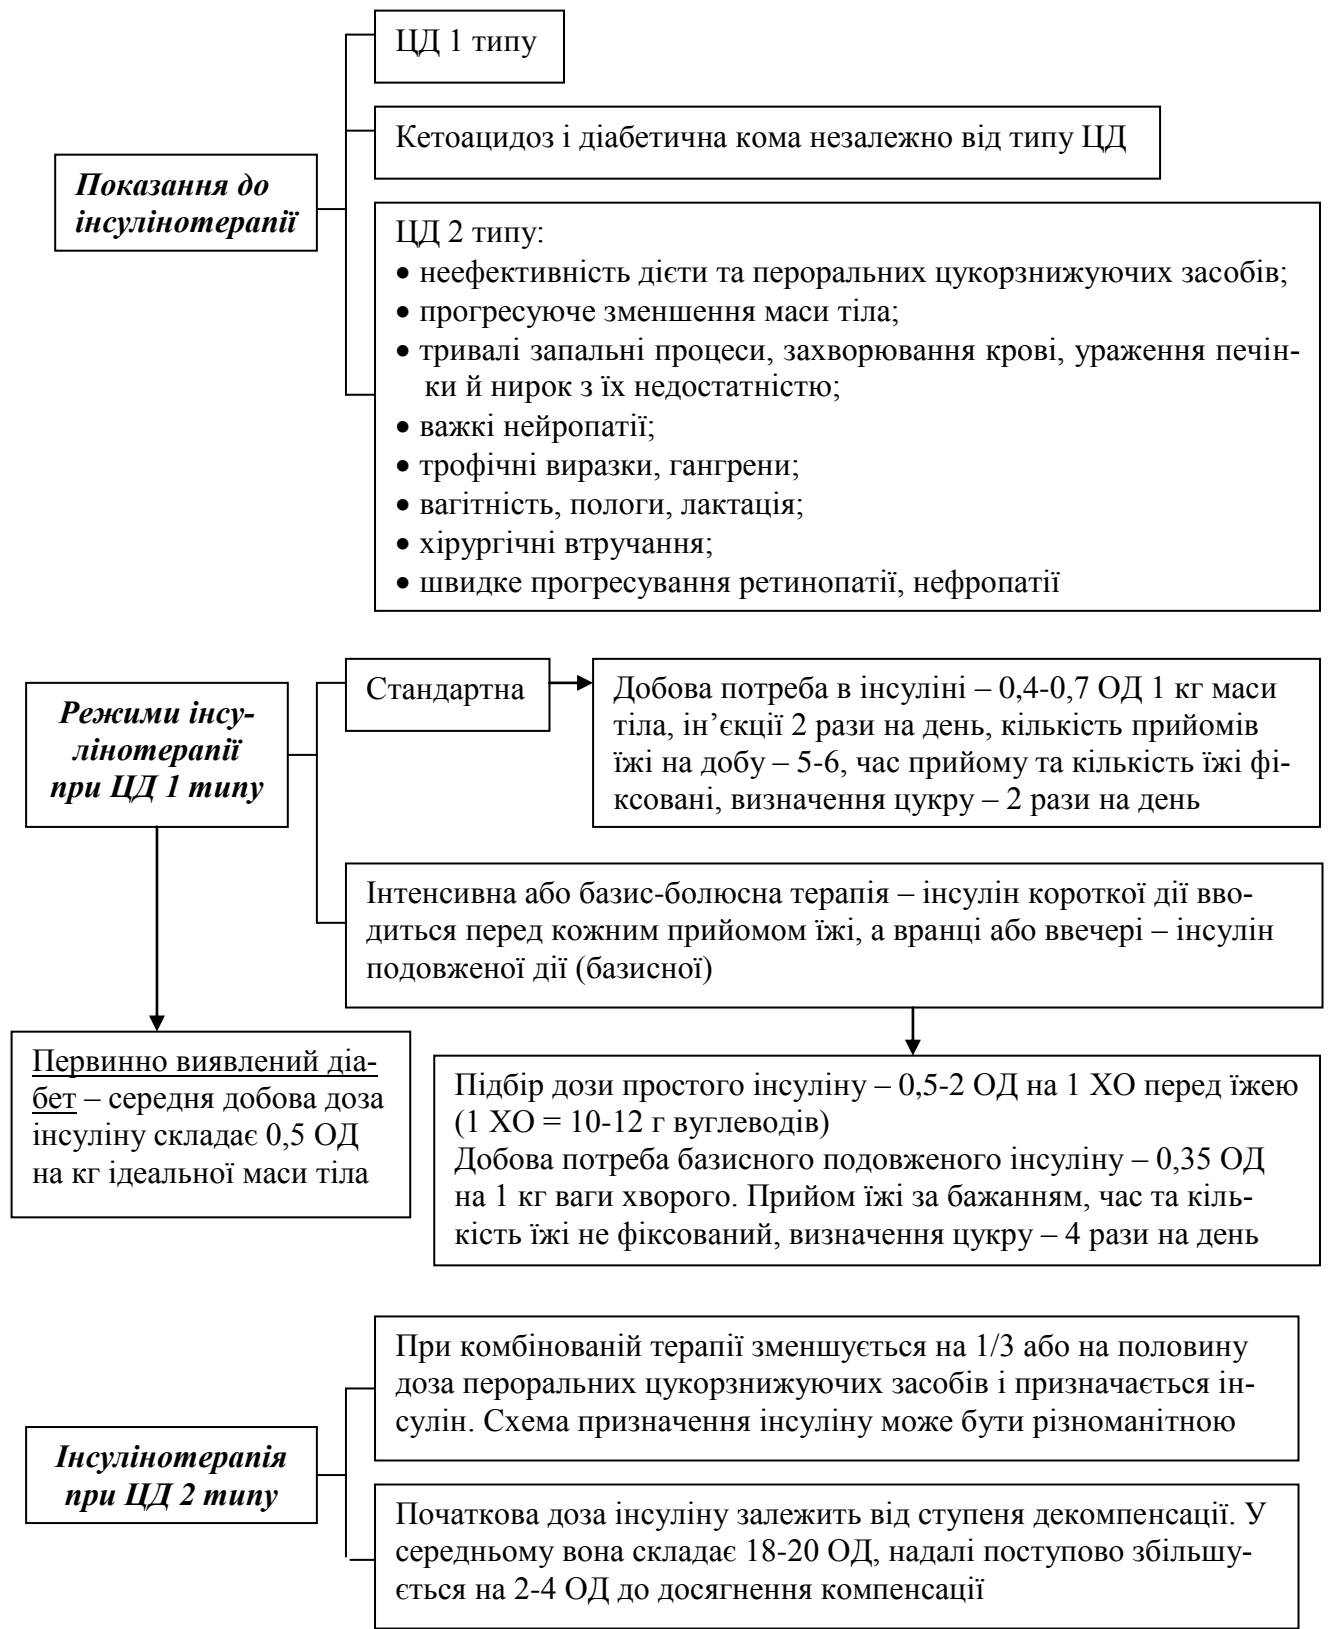 ЦД 1 типу
Кетоацидоз і діабетична кома незалежно від типу ЦД
Показання до
інсулінотерапії
ЦД 2 типу:
• неефективність дієти та пероральних цукорзнижуючих засобів;
• прогресуюче зменшення маси тіла;
• тривалі запальні процеси, захворювання крові, ураження печін-
ки й нирок з їх недостатністю;
• важкі нейропатії;
• трофічні виразки, гангрени;
• вагітність, пологи, лактація;
• хірургічні втручання;
• швидке прогресування ретинопатії, нефропатії
Режими інсу-
лінотерапії
при ЦД 1 типу
Стандартна
Добова потреба в інсуліні – 0,4-0,7 ОД 1 кг маси
тіла, ін’єкції 2 рази на день, кількість прийомів
їжі на добу – 5-6, час прийому та кількість їжі фі-
ксовані, визначення цукру – 2 рази на день
Інтенсивна або базис-болюсна терапія – інсулін короткої дії вво-
диться перед кожним прийомом їжі, а вранці або ввечері – інсулін
подовженої дії (базисної)
Первинно виявлений діа-
бет – середня добова доза
інсуліну складає 0,5 ОД
на кг ідеальної маси тіла
Підбір дози простого інсуліну – 0,5-2 ОД на 1 ХО перед їжею
(1 ХО = 10-12 г вуглеводів)
Добова потреба базисного подовженого інсуліну – 0,35 ОД
на 1 кг ваги хворого. Прийом їжі за бажанням, час та кіль-
кість їжі не фіксований, визначення цукру – 4 рази на день
Інсулінотерапія
при ЦД 2 типу
При комбінованій терапії зменшується на 1/3 або на половину
доза пероральних цукорзнижуючих засобів і призначається ін-
сулін. Схема призначення інсуліну може бути різноманітною
Початкова доза інсуліну залежить від ступеня декомпенсації. У
середньому вона складає 18-20 ОД, надалі поступово збільшу-
ється на 2-4 ОД до досягнення компенсації